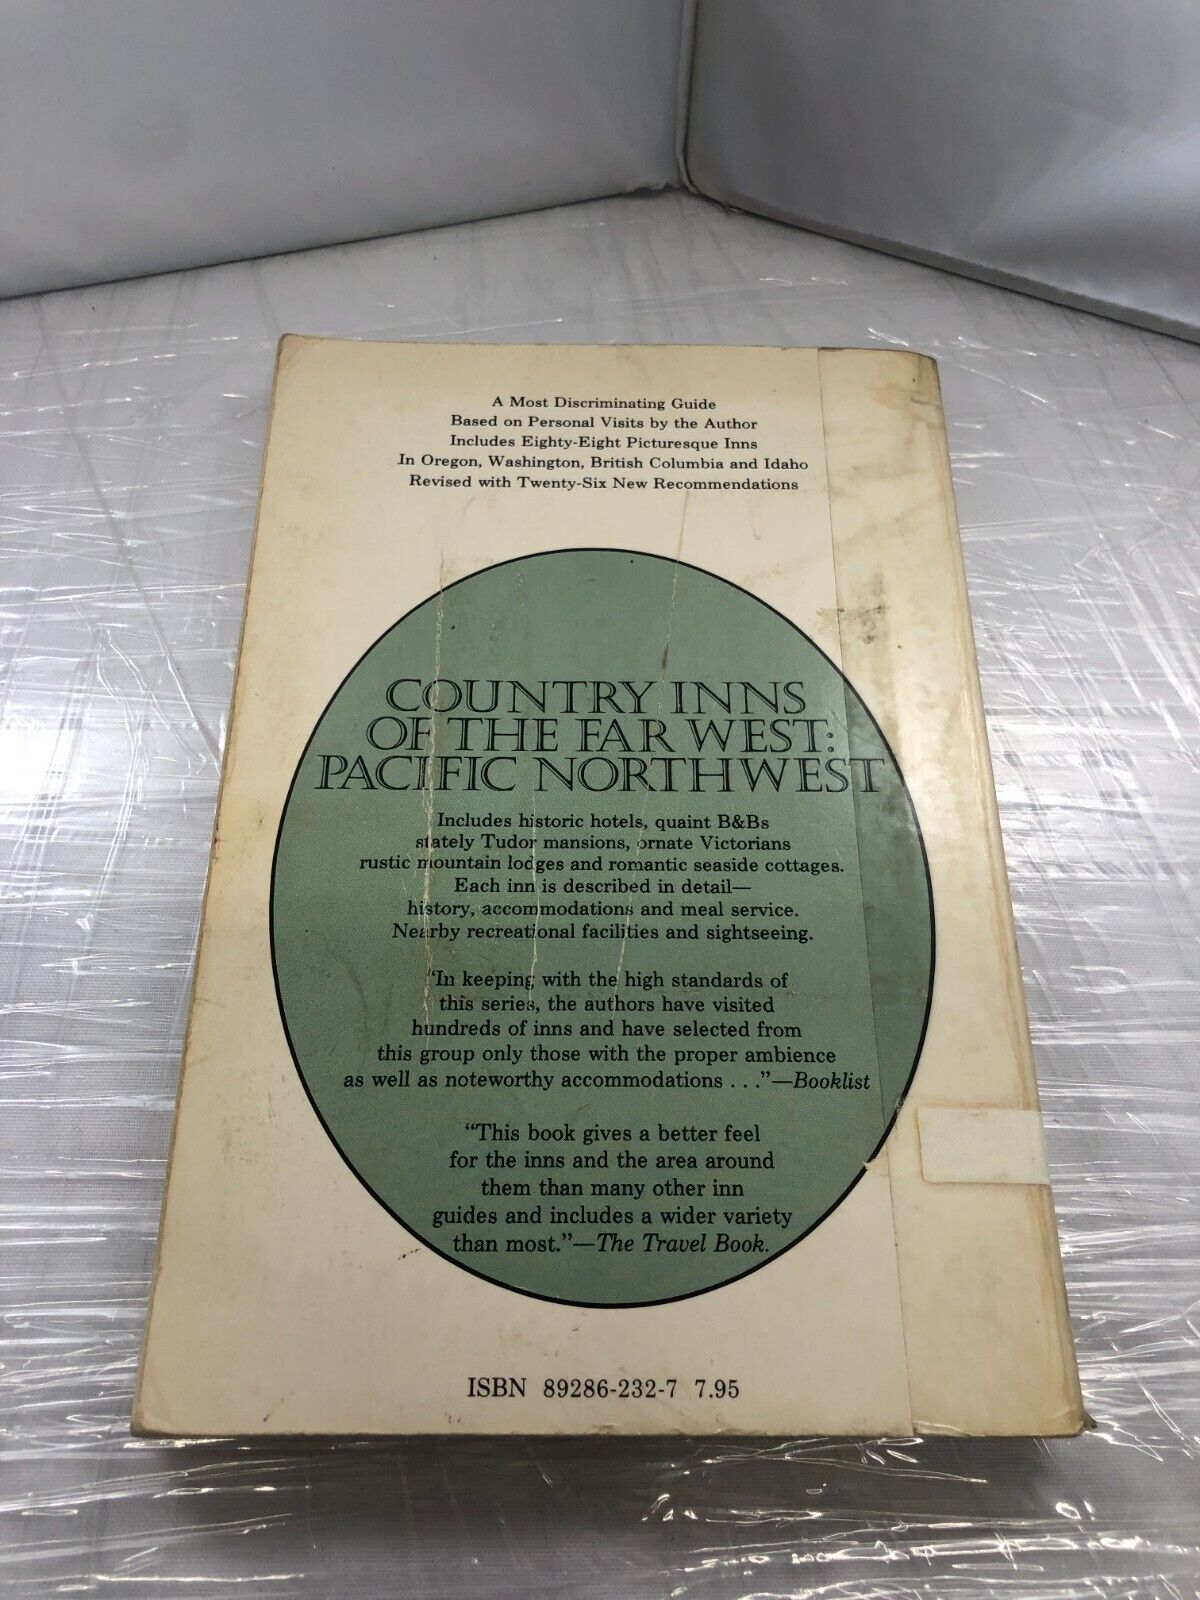 A Most Discriminating Guide
Based on Personal Visits by the Author
Includes Eighty-Eight Picturesque Inns
In Oregon, Washington, British Columbia and Idaho
Revised with Twenty-Six New Recommendations
COUNTRY INNS
OF THE FAR WEST:
PACIFIC NORTHWEST
Includes historic hotels, quaint B&Bs
stately Tudor mansions, ornate Victorians
rustic mountain lodges and romantic seaside cottages.
Each inn is described in detail—
history, accommodations and meal service.
Nearby recreational facilities and sightseeing.
"In keeping with the high standards of
this series, the authors have visited
hundreds of inns and have selected from
this group only those with the proper ambience
as well as noteworthy accommodations . . ."—Booklist
"This book gives a better feel
for the inns and the area around
them than many other inn
guides and includes a wider variety
than most."—The Travel Book.
ISBN 89286-232-7 7.95